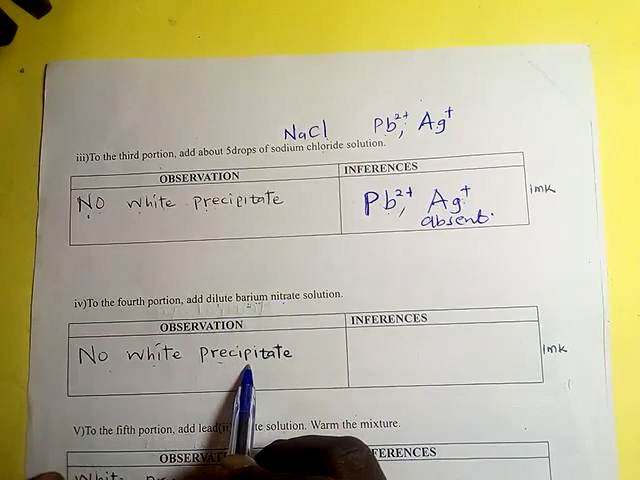 NaCl Pb²⁺, Ag⁺
iii)To the third portion, add about 5drops of sodium chloride solution.
OBSERVATION INFERENCES
NO white precipitate Pb²⁺, Ag⁺
absent.
1mk
iv)To the fourth portion, add dilute barium nitrate solution.
OBSERVATION INFERENCES
No white precipitate
1mk
V)To the fifth portion, add lead(ii) solution. Warm the mixture.
White